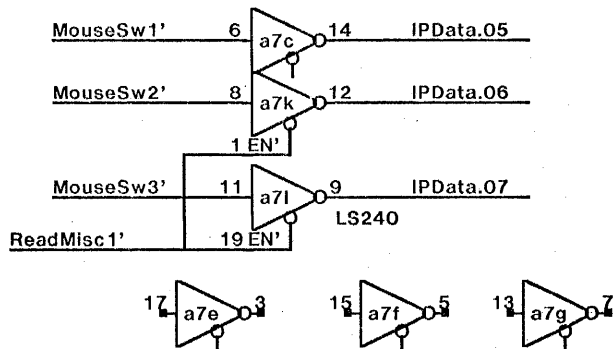 MouseSw1' 6 a7c 14 IPData.05
MouseSw2' 8 a7k 12 IPData.06
1 EN'
MouseSw3' 11 a7l 9 IPData.07
LS240
ReadMisc1' 19 EN'
17 a7e 3 15 a7f 5 13 a7g 7